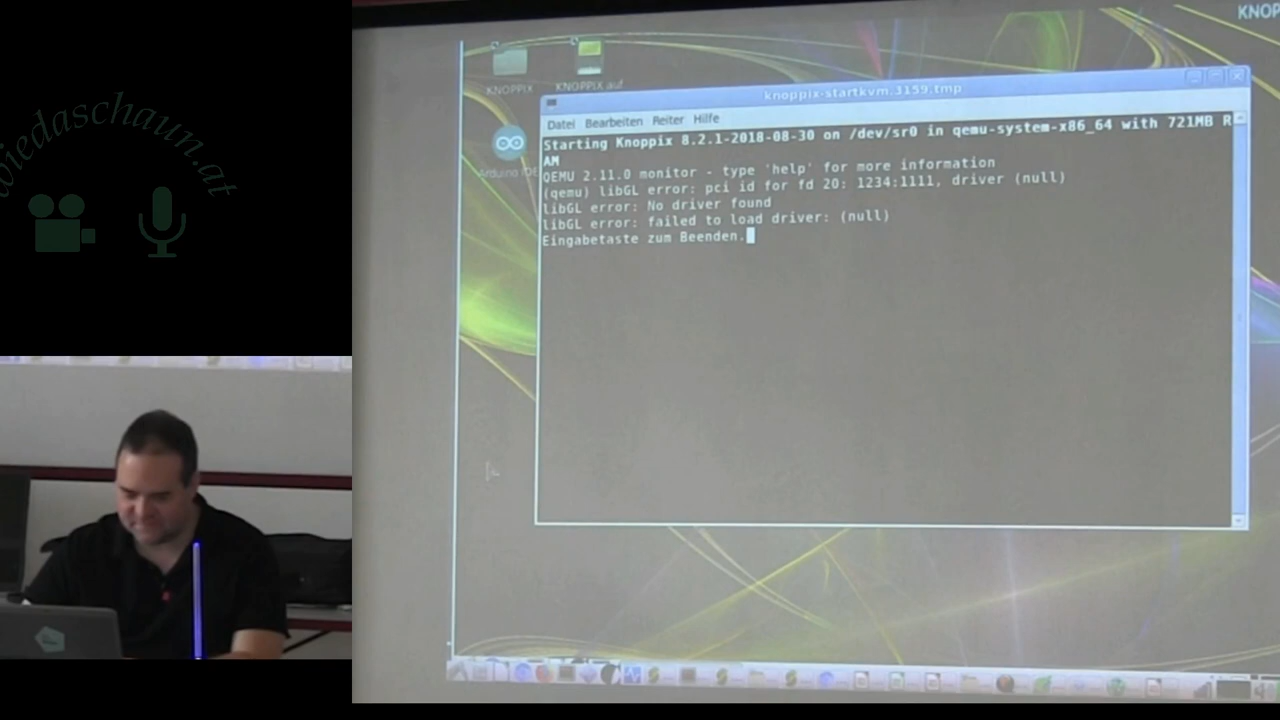 wiedaschaun.at
KNOPPIX
KNOPPIX auf
Arduino IDE
knoppix-startkvm.3159.tmp
Datei Bearbeiten Reiter Hilfe
Starting Knoppix 8.2.1-2018-08-30 on /dev/sr0 in qemu-system-x86_64 with 721MB R
AM
QEMU 2.11.0 monitor - type 'help' for more information
(qemu) libGL error: pci id for fd 20: 1234:1111, driver (null)
libGL error: No driver found
libGL error: failed to load driver: (null)
Eingabetaste zum Beenden.
KNOP